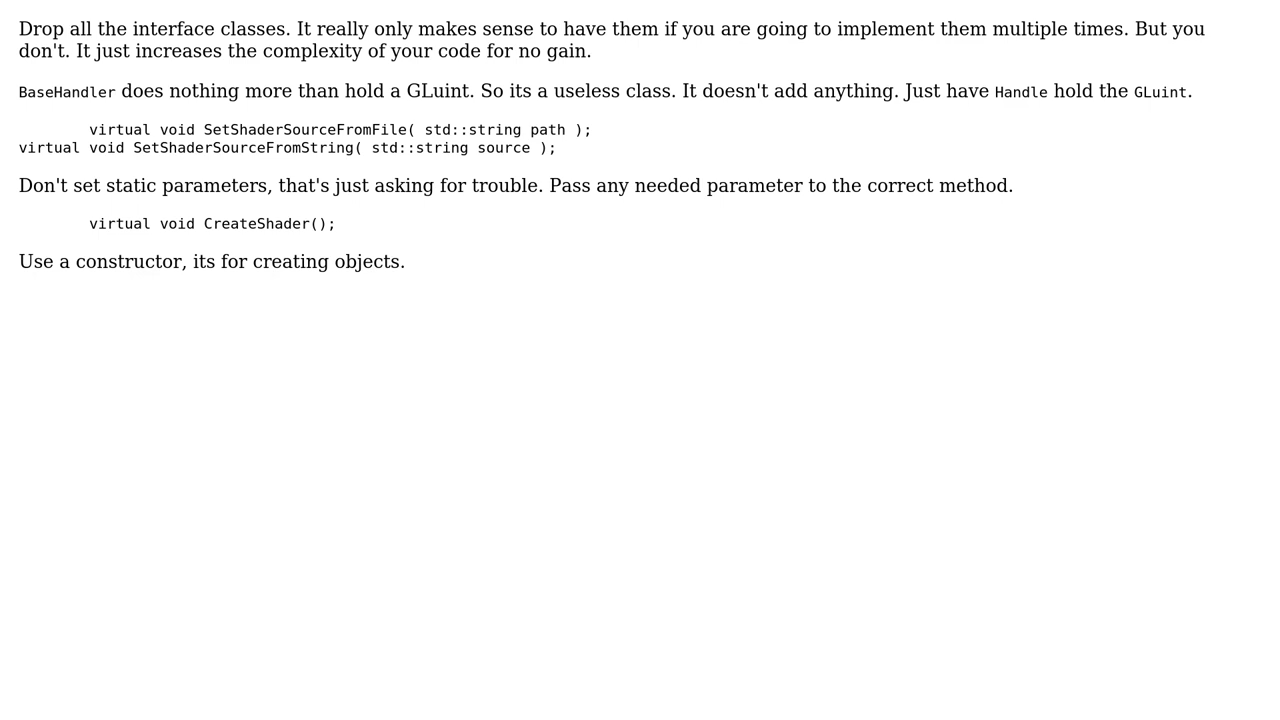 Drop all the interface classes. It really only makes sense to have them if you are going to implement them multiple times. But you
don't. It just increases the complexity of your code for no gain.
BaseHandler does nothing more than hold a GLuint. So its a useless class. It doesn't add anything. Just have Handle hold the GLuint.
virtual void SetShaderSourceFromFile( std::string path );
virtual void SetShaderSourceFromString( std::string source );
Don't set static parameters, that's just asking for trouble. Pass any needed parameter to the correct method.
virtual void CreateShader();
Use a constructor, its for creating objects.